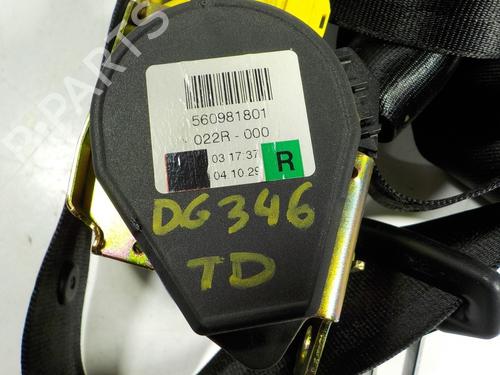 560981801
022R - 000
03 17:37
04.10.29
R
DG346
TD
B-PARTS